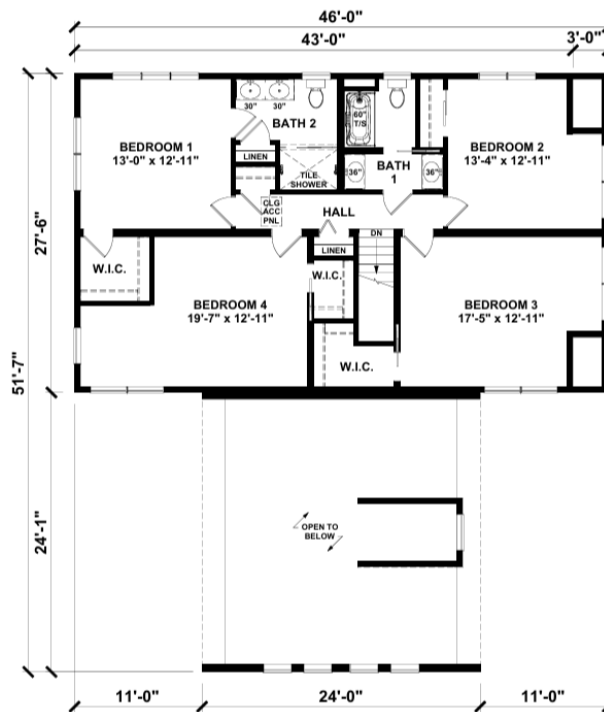 46'-0"
43'-0"
3'-0"
30"
30"
BATH 2
60"
T/S
BEDROOM 1
13'-0" x 12'-11"
BEDROOM 2
13'-4" x 12'-11"
LINEN
BATH
1
36"
36"
TILE
SHOWER
CLG
ACC
PNL
HALL
DN
27'-6"
LINEN
W.I.C.
W.I.C.
BEDROOM 4
19'-7" x 12'-11"
BEDROOM 3
17'-5" x 12'-11"
W.I.C.
51'-7"
24'-1"
OPEN TO
BELOW
11'-0"
24'-0"
11'-0"